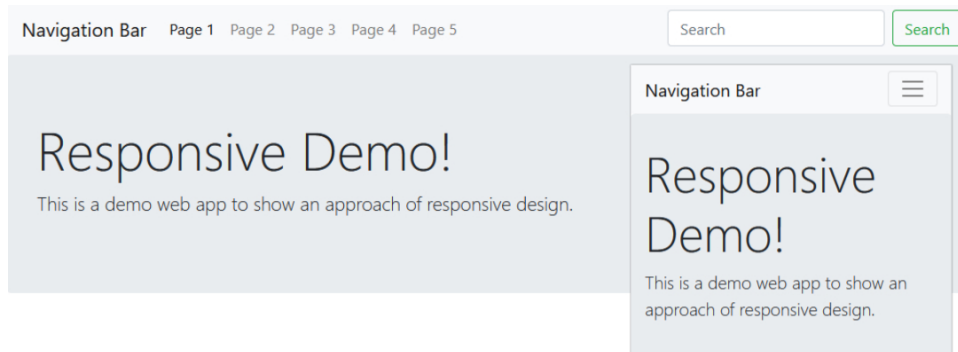 Navigation Bar Page 1 Page 2 Page 3 Page 4 Page 5 Search Search
Responsive Demo!
This is a demo web app to show an approach of responsive design.
Navigation Bar
Responsive
Demo!
This is a demo web app to show an
approach of responsive design.